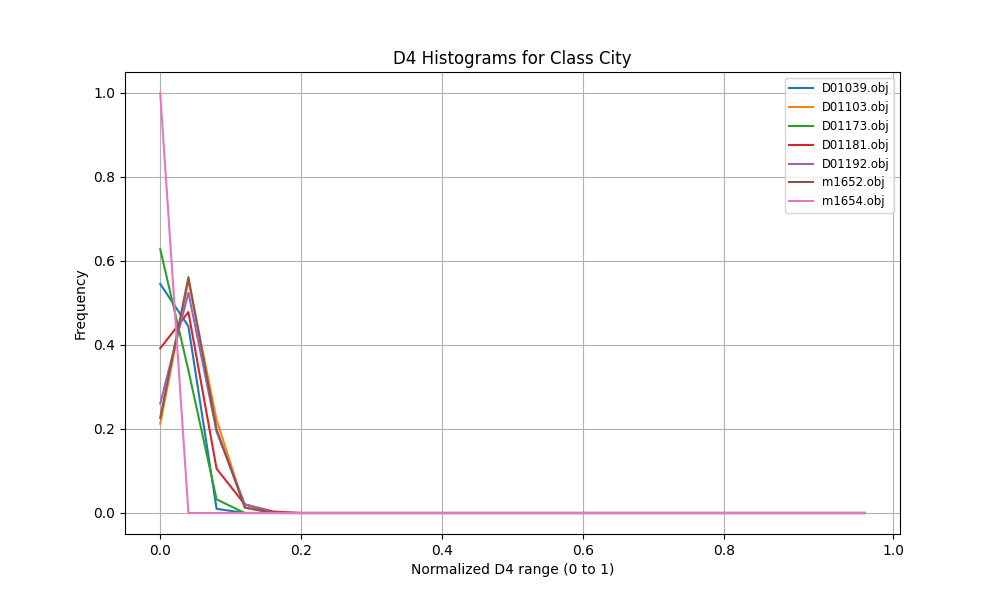 D4 Histograms for Class City
Frequency
1.0
0.8
0.6
0.4
0.2
0.0
D01039.obj
D01103.obj
D01173.obj
D01181.obj
D01192.obj
m1652.obj
m1654.obj
0.0 0.2 0.4 0.6 0.8 1.0
Normalized D4 range (0 to 1)